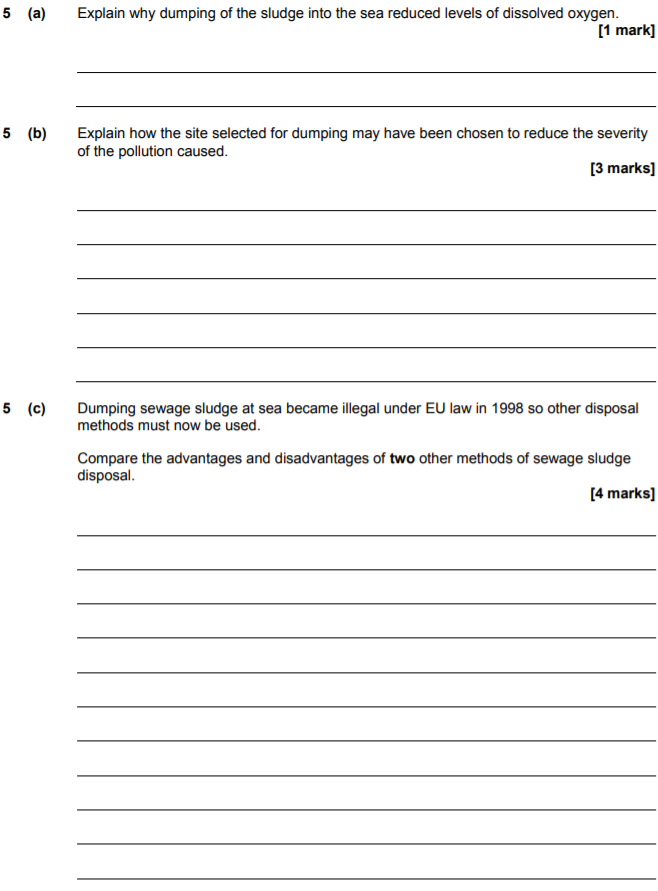 5 (a) Explain why dumping of the sludge into the sea reduced levels of dissolved oxygen.
[1 mark]
5 (b) Explain how the site selected for dumping may have been chosen to reduce the severity
of the pollution caused.
[3 marks]
5 (c) Dumping sewage sludge at sea became illegal under EU law in 1998 so other disposal
methods must now be used.
Compare the advantages and disadvantages of two other methods of sewage sludge
disposal.
[4 marks]